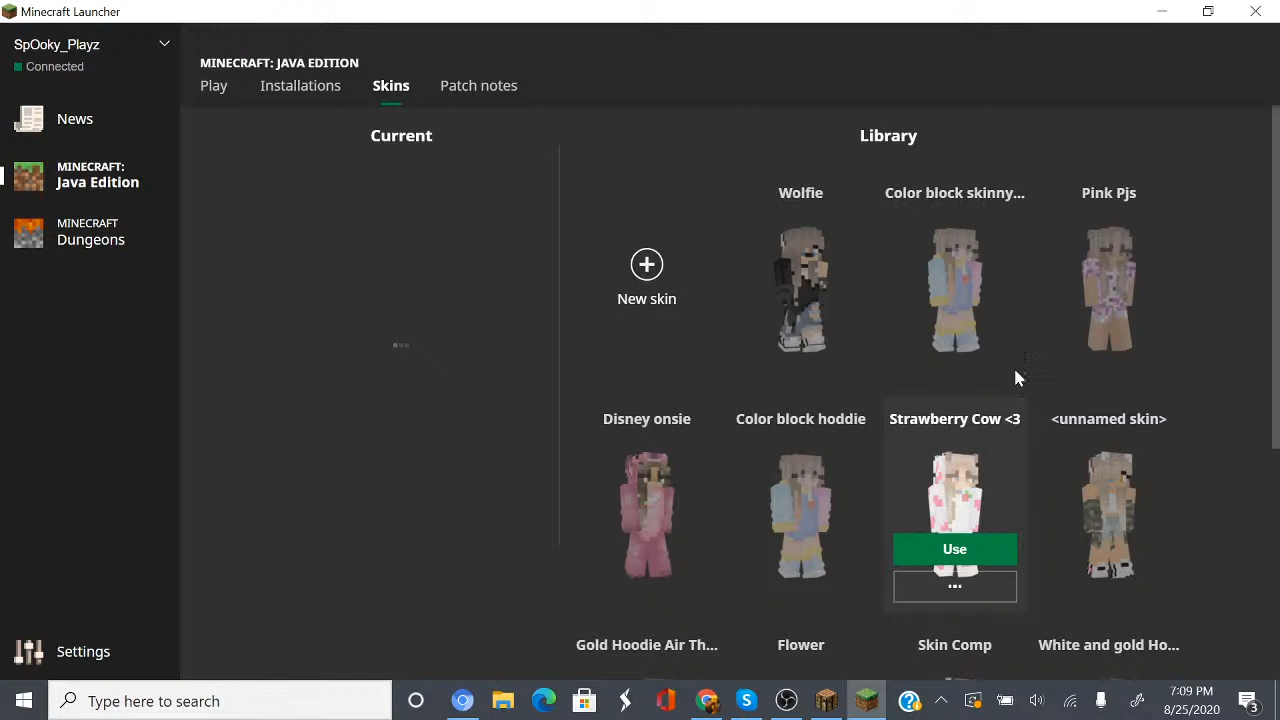 Minecraft Launcher
SpOoky_Playz
Connected
News
MINECRAFT:
Java Edition
MINECRAFT
Dungeons
Settings
MINECRAFT: JAVA EDITION
Play Installations Skins Patch notes
Current
Library
New skin
Wolfie
Color block skinny...
Pink Pjs
Disney onsie
Color block hoddie
Strawberry Cow <3
<unnamed skin>
Use
...
Gold Hoodie Air Th...
Flower
Skin Comp
White and gold Ho...
Type here to search
7:09 PM
8/25/2020
3